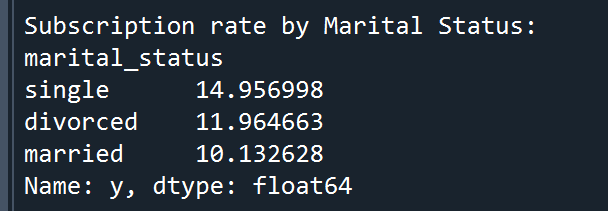 Subscription rate by Marital Status:
marital_status
single      14.956998
divorced    11.964663
married     10.132628
Name: y, dtype: float64